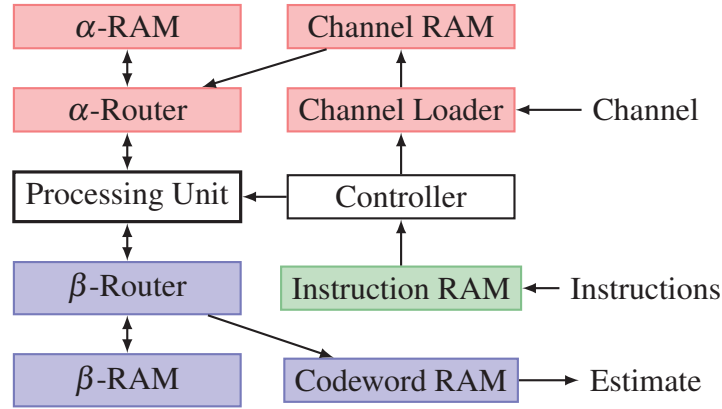 α-RAM
Channel RAM
α-Router
Channel Loader
Channel
Processing Unit
Controller
β-Router
Instruction RAM
Instructions
β-RAM
Codeword RAM
Estimate